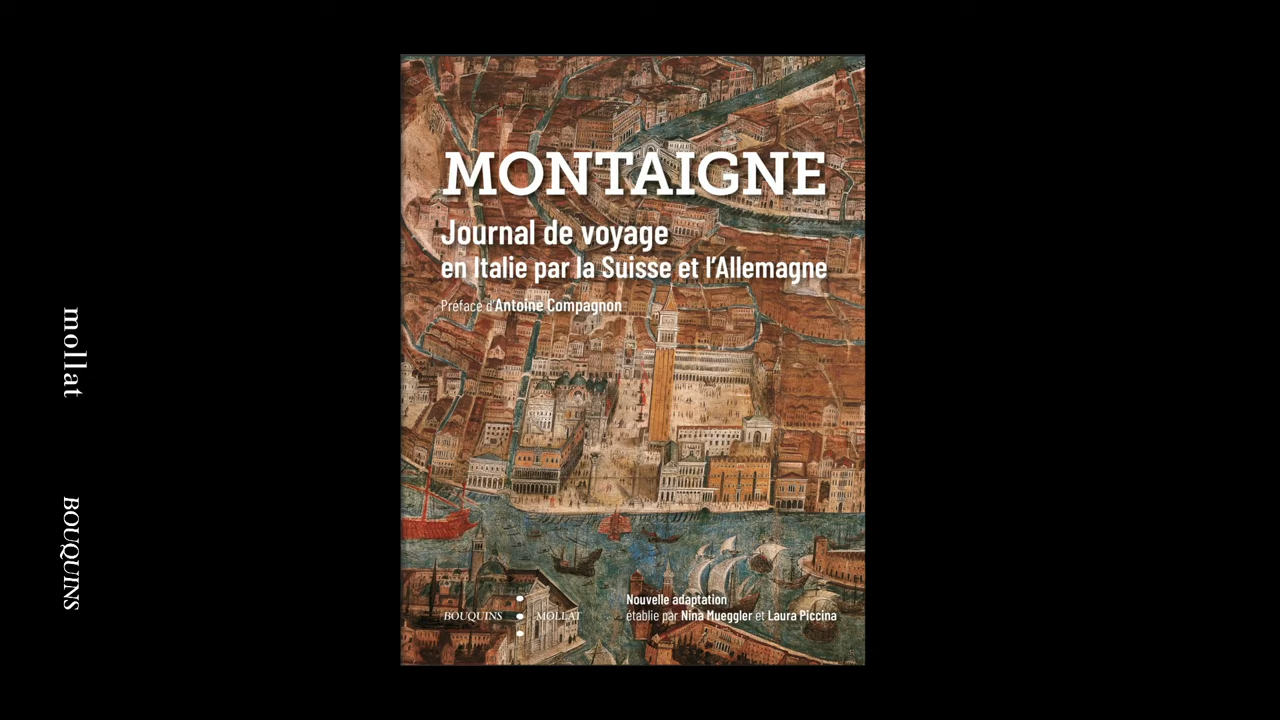 mollat
BOUQUINS
MONTAIGNE
Journal de voyage
en Italie par la Suisse et l’Allemagne
Préface d’Antoine Compagnon
BOUQUINS
MOLLAT
Nouvelle adaptation
établie par Nina Mueggler et Laura Piccina